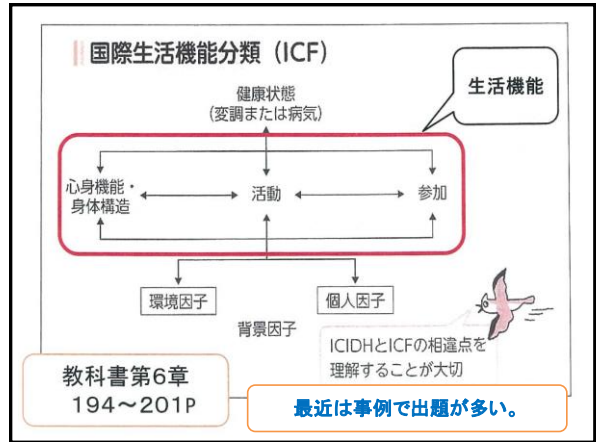 国際生活機能分類（ICF）
生活機能
健康状態
(変調または病気)
心身機能・
身体構造
活動
参加
環境因子
個人因子
背景因子
ICIDHとICFの相違点を
理解することが大切
教科書第6章
194～201P
最近は事例で出題が多い。